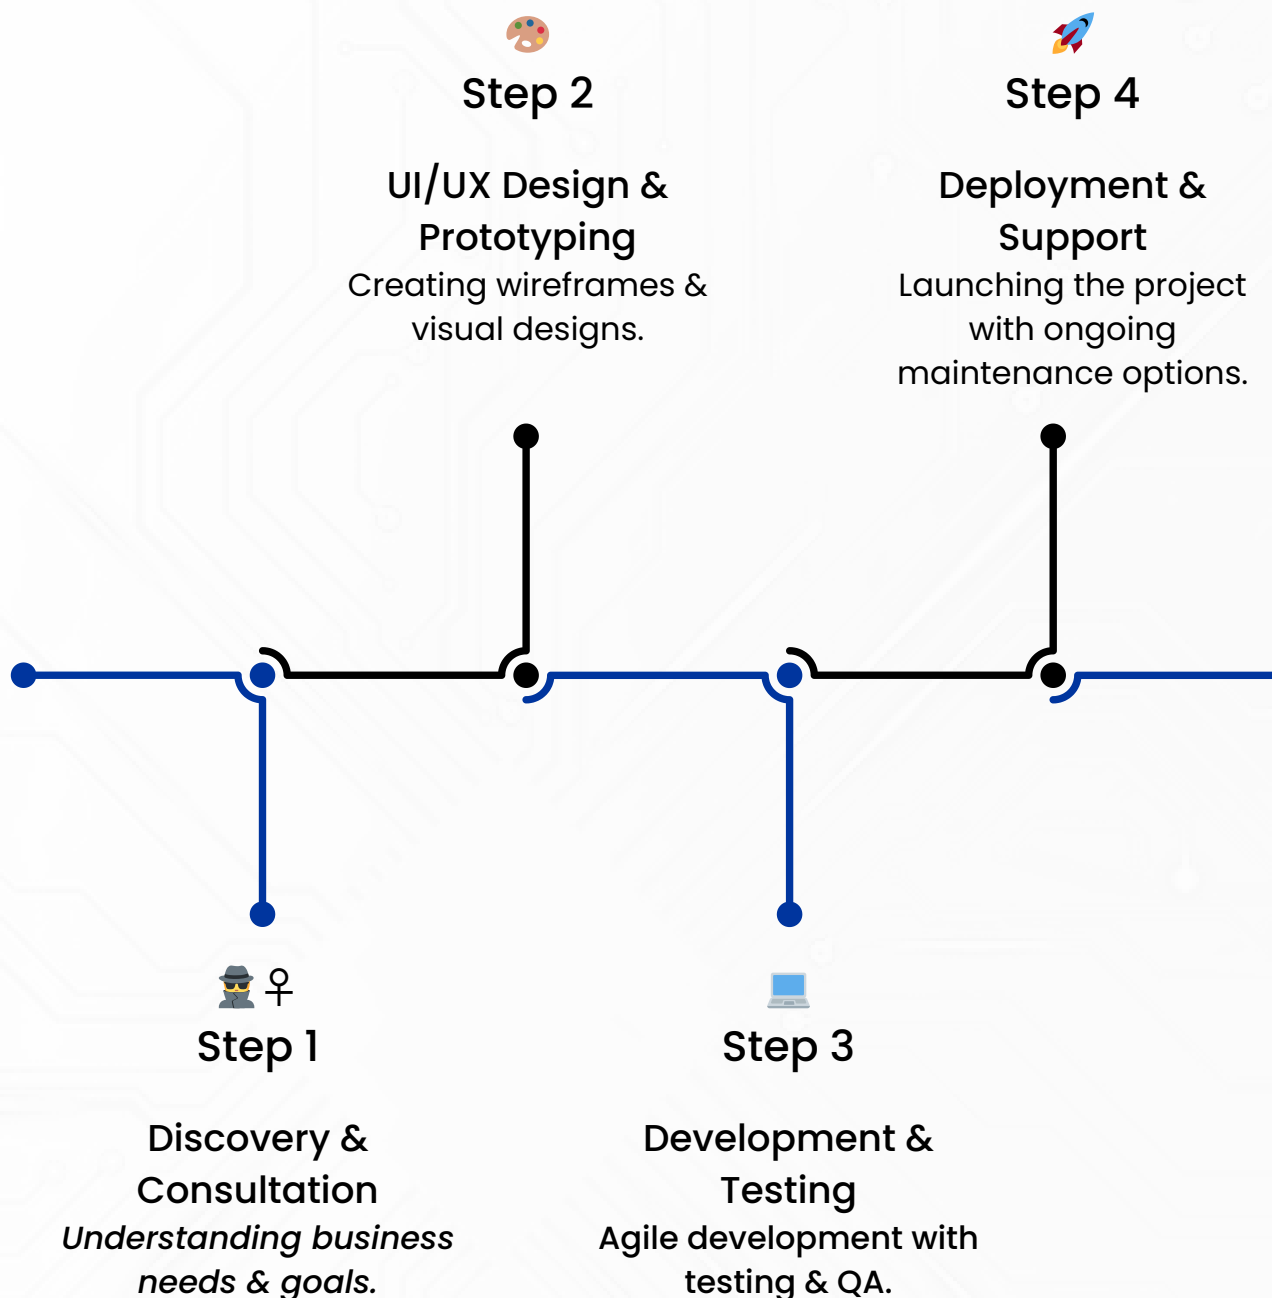 Step 2
UI/UX Design &
Prototyping
Creating wireframes &
visual designs.
Step 4
Deployment &
Support
Launching the project
with ongoing
maintenance options.
Step 1
Discovery &
Consultation
Understanding business
needs & goals.
Step 3
Development &
Testing
Agile development with
testing & QA.